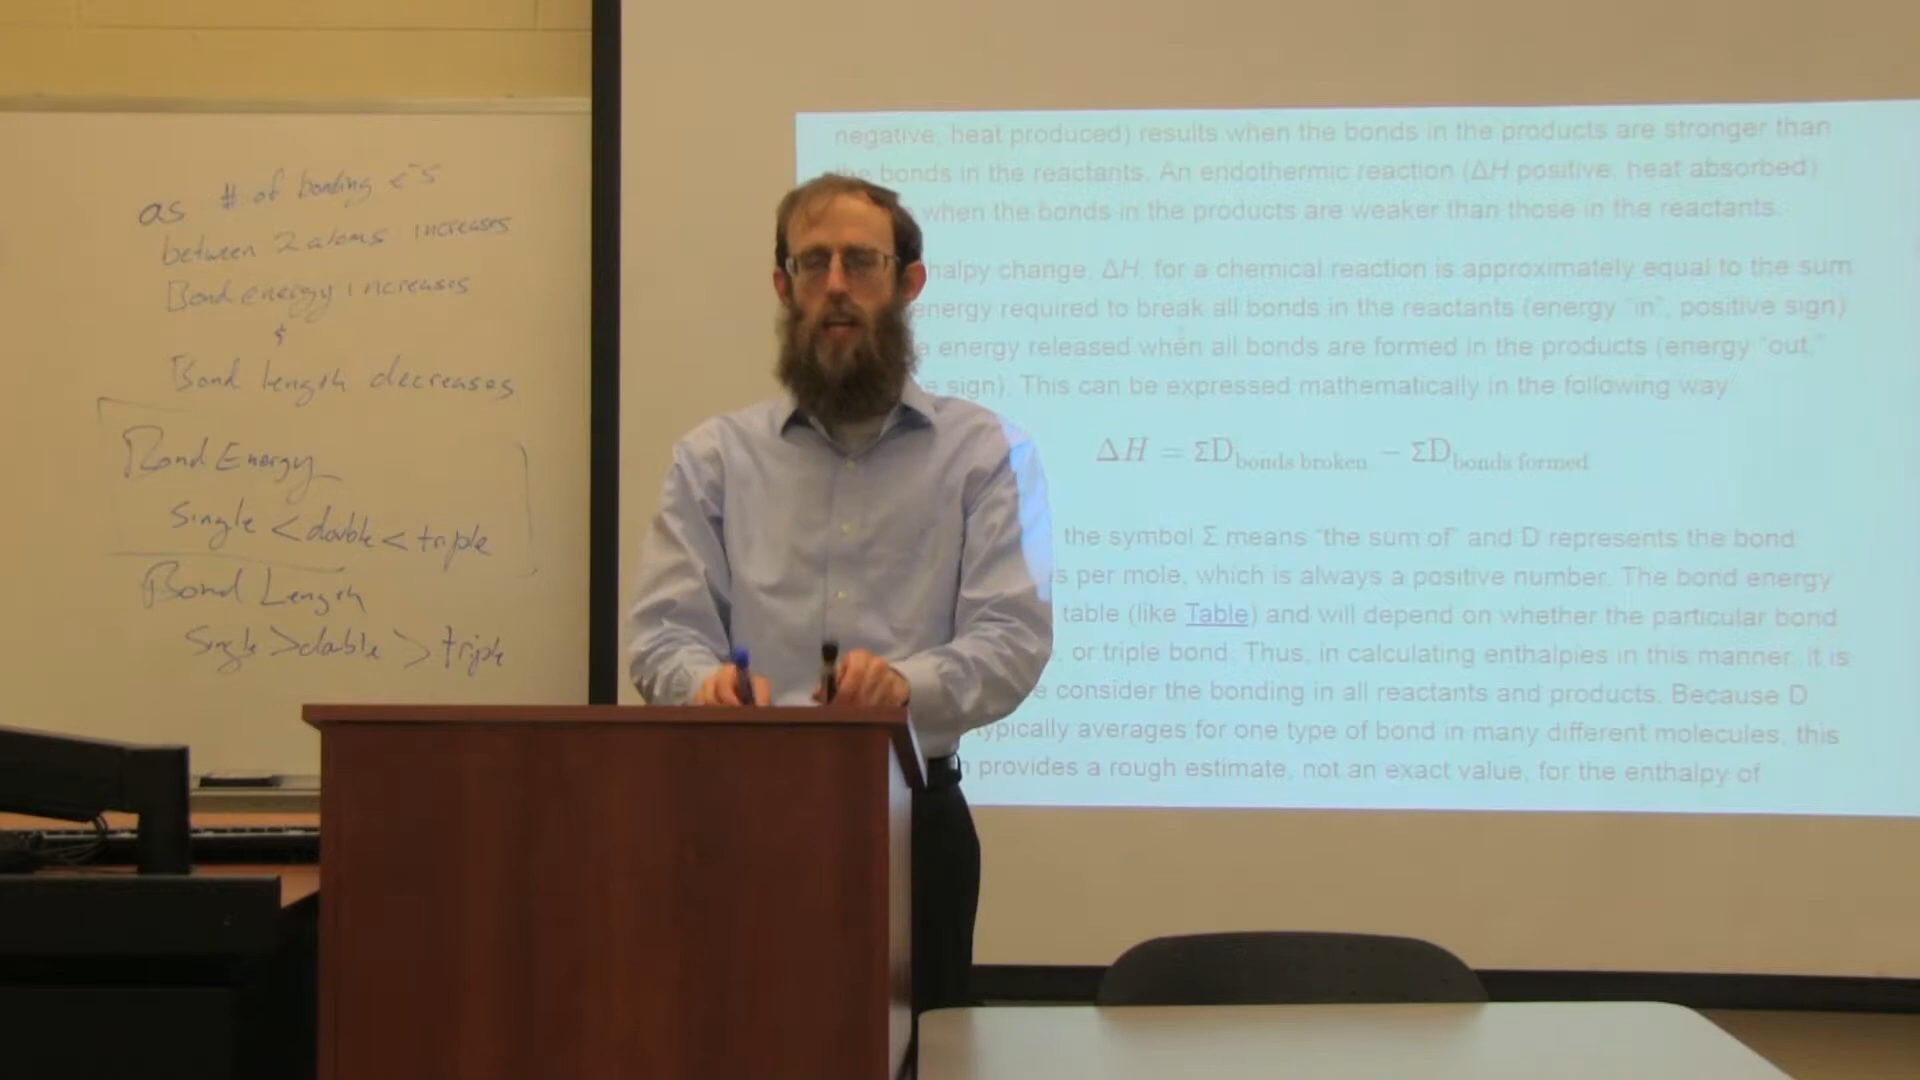 as # of bonding e⁻s
between 2 atoms increases
Bond energy increases
&
Bond length decreases
Bond Energy
single < double < triple
Bond Length
single > double > triple
negative, heat produced) results when the bonds in the products are stronger than
the bonds in the reactants. An endothermic reaction (ΔH positive, heat absorbed)
when the bonds in the products are weaker than those in the reactants.
halpy change, ΔH, for a chemical reaction is approximately equal to the sum
energy required to break all bonds in the reactants (energy “in”, positive sign)
e energy released when all bonds are formed in the products (energy “out,”
e sign). This can be expressed mathematically in the following way
ΔH = ΣD bonds broken − ΣD bonds formed
the symbol Σ means “the sum of” and D represents the bond
s per mole, which is always a positive number. The bond energy
table (like Table) and will depend on whether the particular bond
, or triple bond. Thus, in calculating enthalpies in this manner, it is
e consider the bonding in all reactants and products. Because D
typically averages for one type of bond in many different molecules, this
n provides a rough estimate, not an exact value, for the enthalpy of